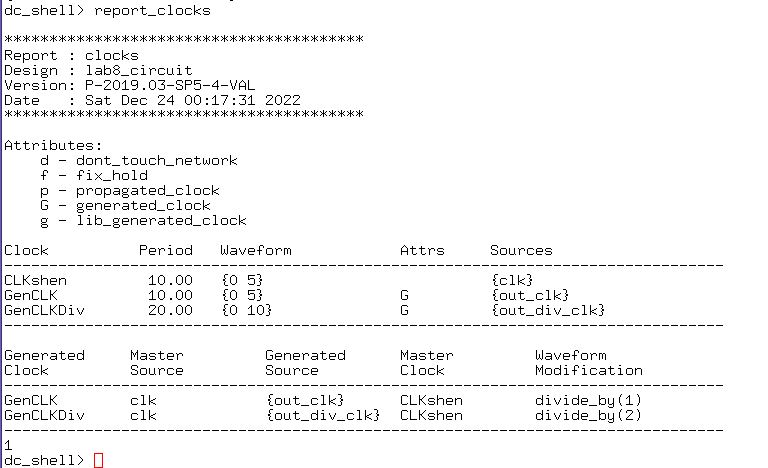 dc_shell> report_clocks
****************************************
Report : clocks
Design : lab8_circuit
Version: P-2019.03-SP5-4-VAL
Date   : Sat Dec 24 00:17:31 2022
****************************************
Attributes:
    d - dont_touch_network
    f - fix_hold
    p - propagated_clock
    G - generated_clock
    g - lib_generated_clock
Clock          Period   Waveform            Attrs     Sources
--------------------------------------------------------------------------------
CLKshen         10.00   {0 5}                         {clk}
GenCLK          10.00   {0 5}               G         {out_clk}
GenCLKDiv       20.00   {0 10}              G         {out_div_clk}
--------------------------------------------------------------------------------
Generated     Master         Generated      Master         Waveform
Clock         Source         Source         Clock          Modification
--------------------------------------------------------------------------------
GenCLK        clk            {out_clk}      CLKshen        divide_by(1)
GenCLKDiv     clk            {out_div_clk}  CLKshen        divide_by(2)
--------------------------------------------------------------------------------
1
dc_shell>